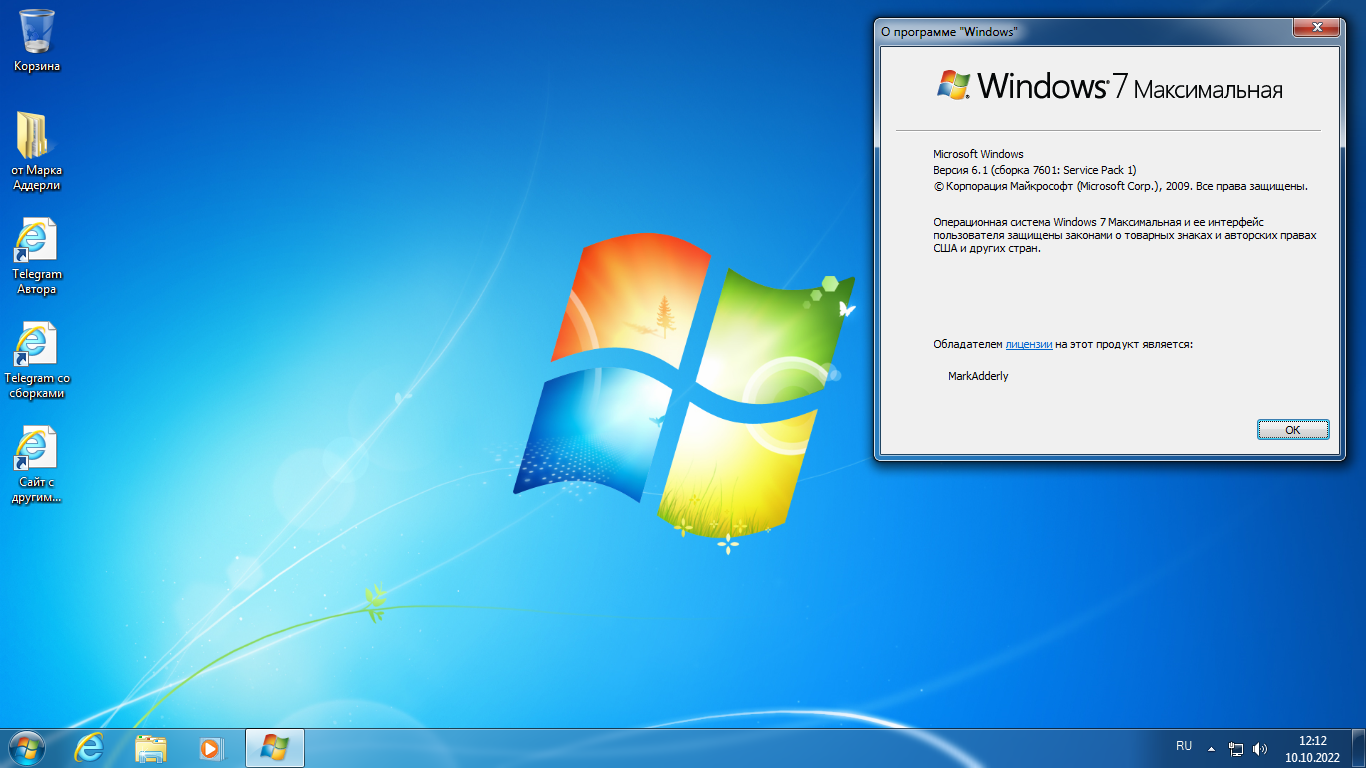 Корзина
от Марка
Аддерли
Telegram
Автора
Telegram со
сборками
Сайт с
другим...
О программе "Windows"
Windows 7 Максимальная
Microsoft Windows
Версия 6.1 (сборка 7601: Service Pack 1)
© Корпорация Майкрософт (Microsoft Corp.), 2009. Все права защищены.
Операционная система Windows 7 Максимальная и ее интерфейс
пользователя защищены законами о товарных знаках и авторских правах
США и других стран.
Обладателем лицензии на этот продукт является:
MarkAdderly
ОК
RU
12:12
10.10.2022